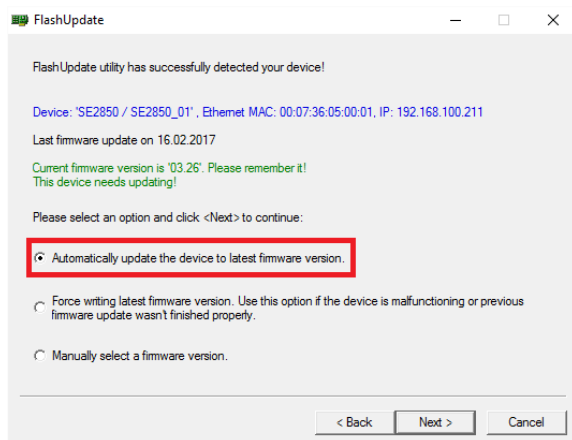 FlashUpdate
FlashUpdate utility has successfully detected your device!
Device: 'SE2850 / SE2850_01' , Ethernet MAC: 00:07:36:05:00:01, IP: 192.168.100.211
Last firmware update on 16.02.2017
Current firmware version is '03.26'. Please remember it!
This device needs updating!
Please select an option and click <Next> to continue:
Automatically update the device to latest firmware version.
Force writing latest firmware version. Use this option if the device is malfunctioning or previous
firmware update wasn't finished properly.
Manually select a firmware version.
< Back Next > Cancel